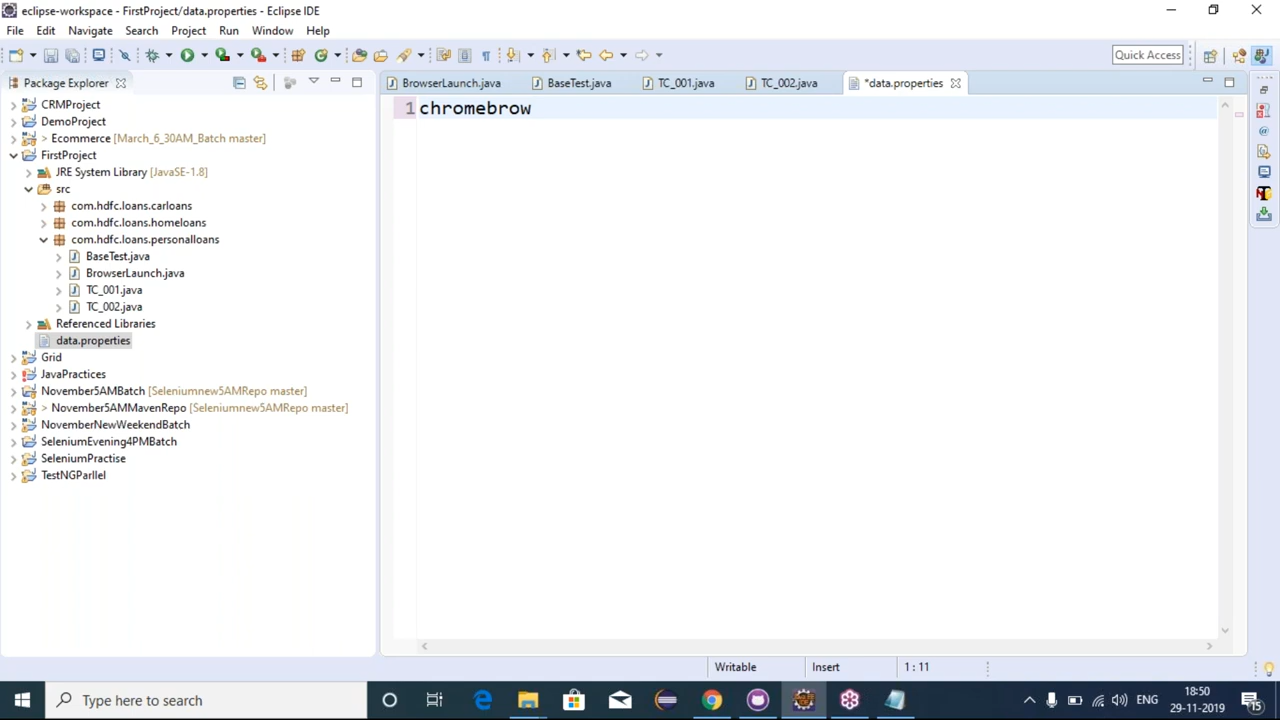 eclipse-workspace - FirstProject/data.properties - Eclipse IDE
File Edit Navigate Search Project Run Window Help
Quick Access
Package Explorer
BrowserLaunch.java BaseTest.java TC_001.java TC_002.java *data.properties
CRMProject
DemoProject
> Ecommerce [March_6_30AM_Batch master]
FirstProject
JRE System Library [JavaSE-1.8]
src
com.hdfc.loans.carloans
com.hdfc.loans.homeloans
com.hdfc.loans.personalloans
BaseTest.java
BrowserLaunch.java
TC_001.java
TC_002.java
Referenced Libraries
data.properties
Grid
JavaPractices
November5AMBatch [Seleniumnew5AMRepo master]
> November5AMMavenRepo [Seleniumnew5AMRepo master]
NovemberNewWeekendBatch
SeleniumEvening4PMBatch
SeleniumPractise
TestNGParllel
1 chromebrow
Writable Insert 1 : 11
Type here to search
ENG
18:50
29-11-2019
15